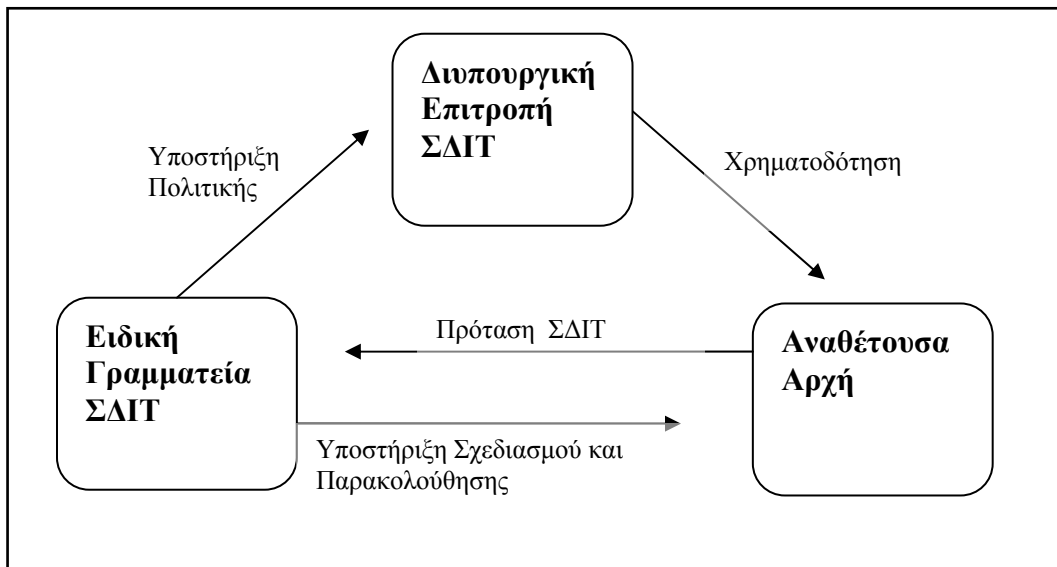 Διυπουργική
Επιτροπή
ΣΔΙΤ
Υποστήριξη
Πολιτικής
Χρηματοδότηση
Ειδική
Γραμματεία
ΣΔΙΤ
Πρόταση ΣΔΙΤ
Αναθέτουσα
Αρχή
Υποστήριξη Σχεδιασμού και
Παρακολούθησης